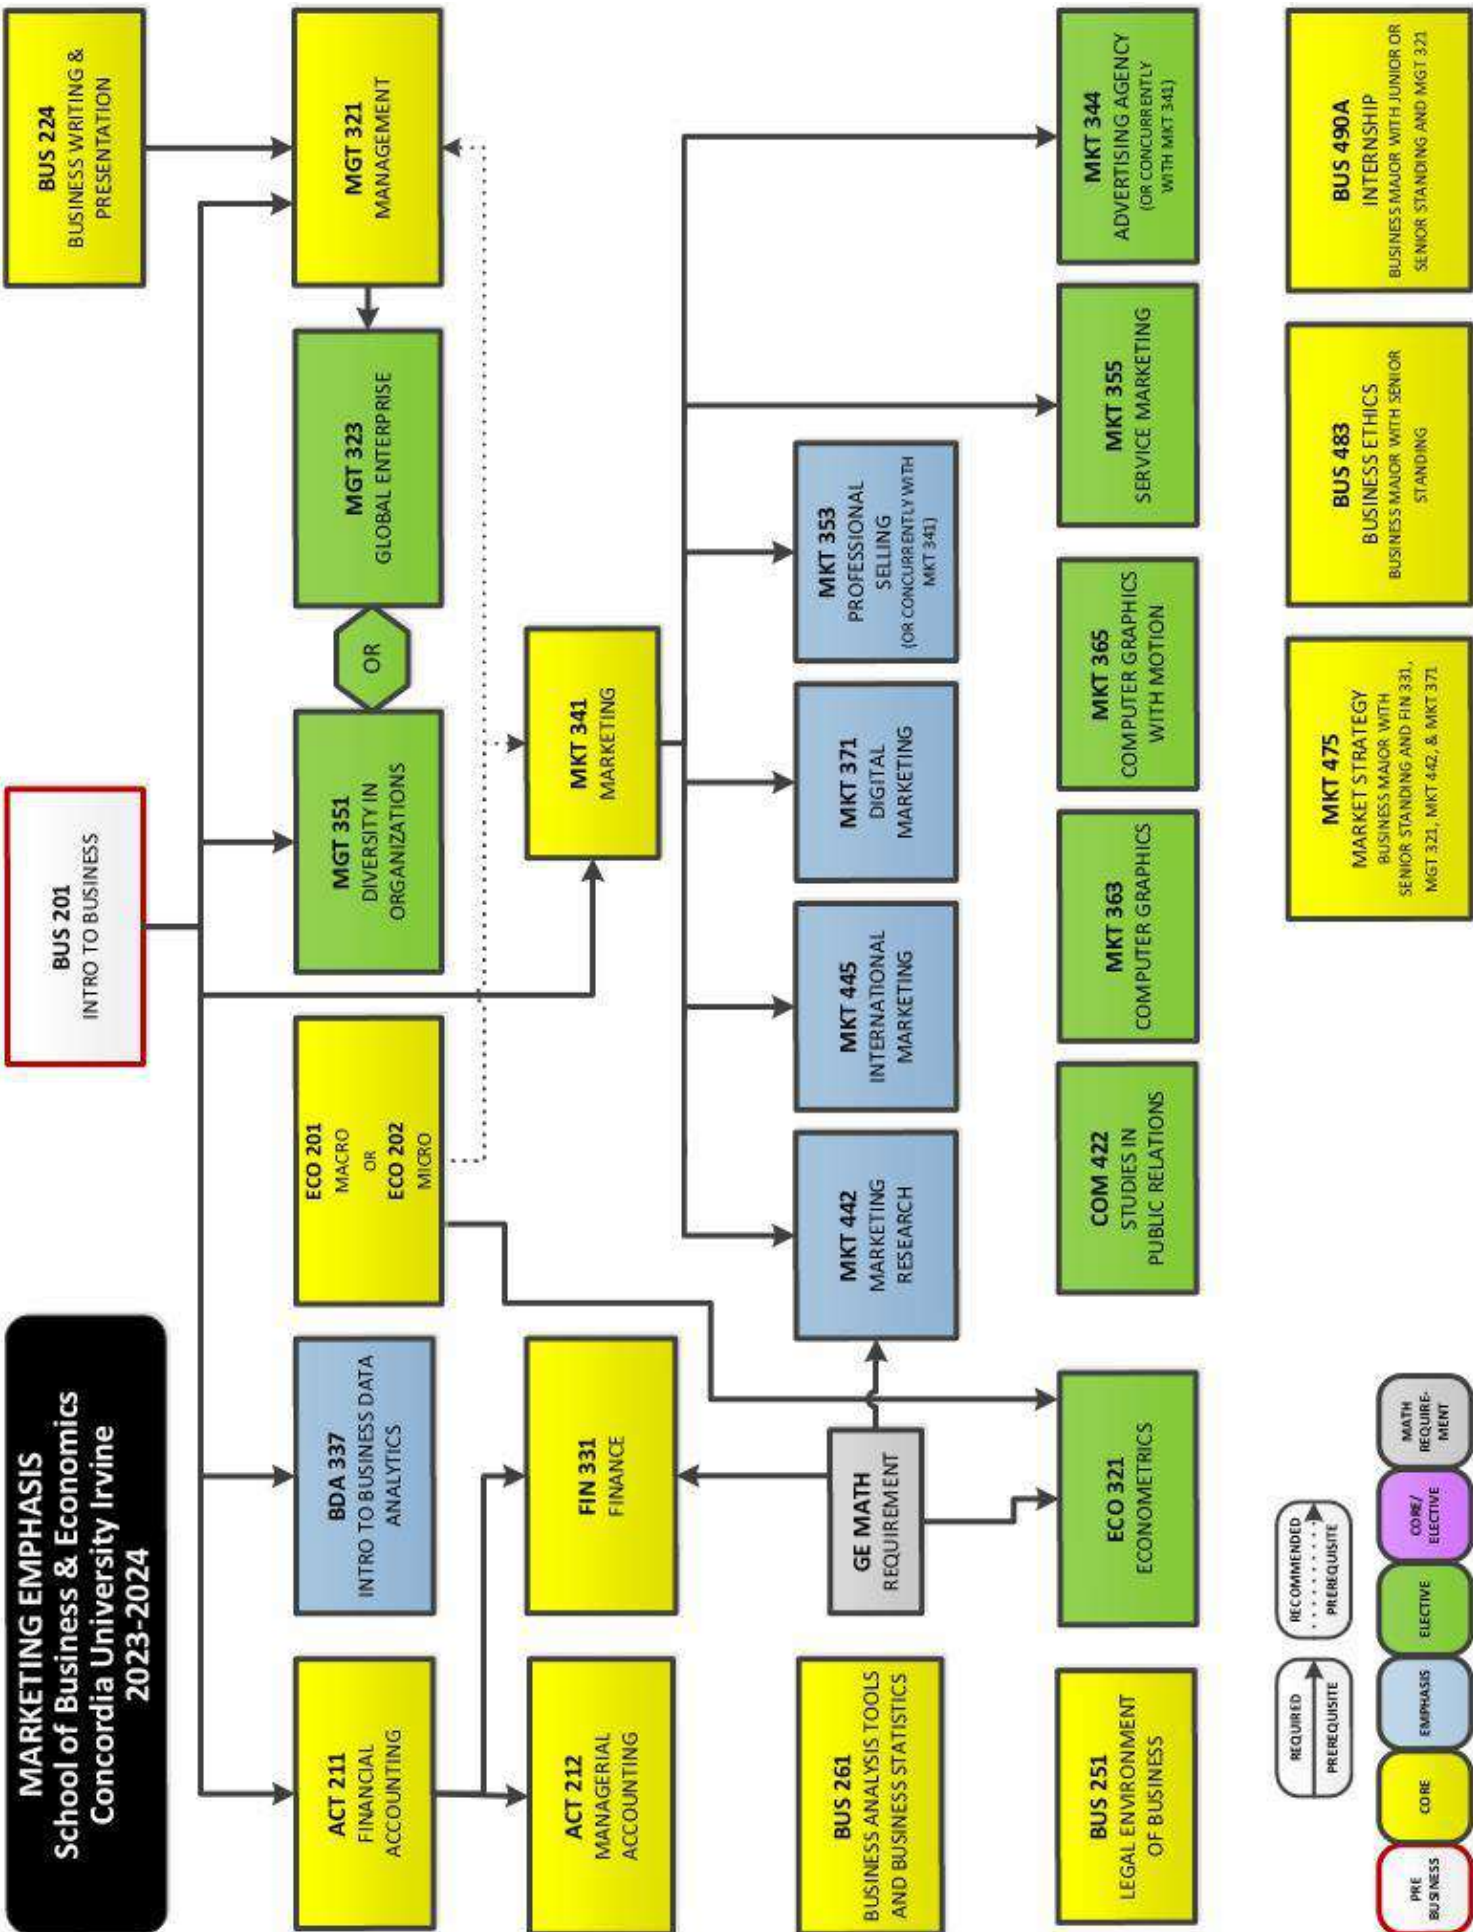 MARKETING EMPHASIS
School of Business & Economics
Concordia University Irvine
2023-2024
BUS 201
INTRO TO BUSINESS
BUS 224
BUSINESS WRITING &
PRESENTATION
ACT 211
FINANCIAL
ACCOUNTING
BDA 337
INTRO TO BUSINESS DATA
ANALYTICS
ECO 201
MACRO
OR
ECO 202
MICRO
MGT 351
DIVERSITY IN
ORGANIZATIONS
OR
MGT 323
GLOBAL ENTERPRISE
MGT 321
MANAGEMENT
ACT 212
MANAGERIAL
ACCOUNTING
FIN 331
FINANCE
MKT 341
MARKETING
BUS 261
BUSINESS ANALYSIS TOOLS
AND BUSINESS STATISTICS
GE MATH
REQUIREMENT
MKT 442
MARKETING
RESEARCH
MKT 445
INTERNATIONAL
MARKETING
MKT 371
DIGITAL
MARKETING
MKT 353
PROFESSIONAL
SELLING
(OR CONCURRENTLY WITH
MKT 341)
BUS 251
LEGAL ENVIRONMENT
OF BUSINESS
ECO 321
ECONOMETRICS
COM 422
STUDIES IN
PUBLIC RELATIONS
MKT 363
COMPUTER GRAPHICS
MKT 365
COMPUTER GRAPHICS
WITH MOTION
MKT 355
SERVICE MARKETING
MKT 344
ADVERTISING AGENCY
(OR CONCURRENTLY
WITH MKT 341)
REQUIRED
PREREQUISITE
RECOMMENDED
PREREQUISITE
PRE
BUSINESS
CORE
EMPHASIS
ELECTIVE
CORE/
ELECTIVE
MATH
REQUIRE-
MENT
MKT 475
MARKET STRATEGY
BUSINESS MAJOR WITH
SENIOR STANDING AND FIN 331,
MGT 321, MKT 442, & MKT 371
BUS 483
BUSINESS ETHICS
BUSINESS MAJOR WITH SENIOR
STANDING
BUS 490A
INTERNSHIP
BUSINESS MAJOR WITH JUNIOR OR
SENIOR STANDING AND MGT 321